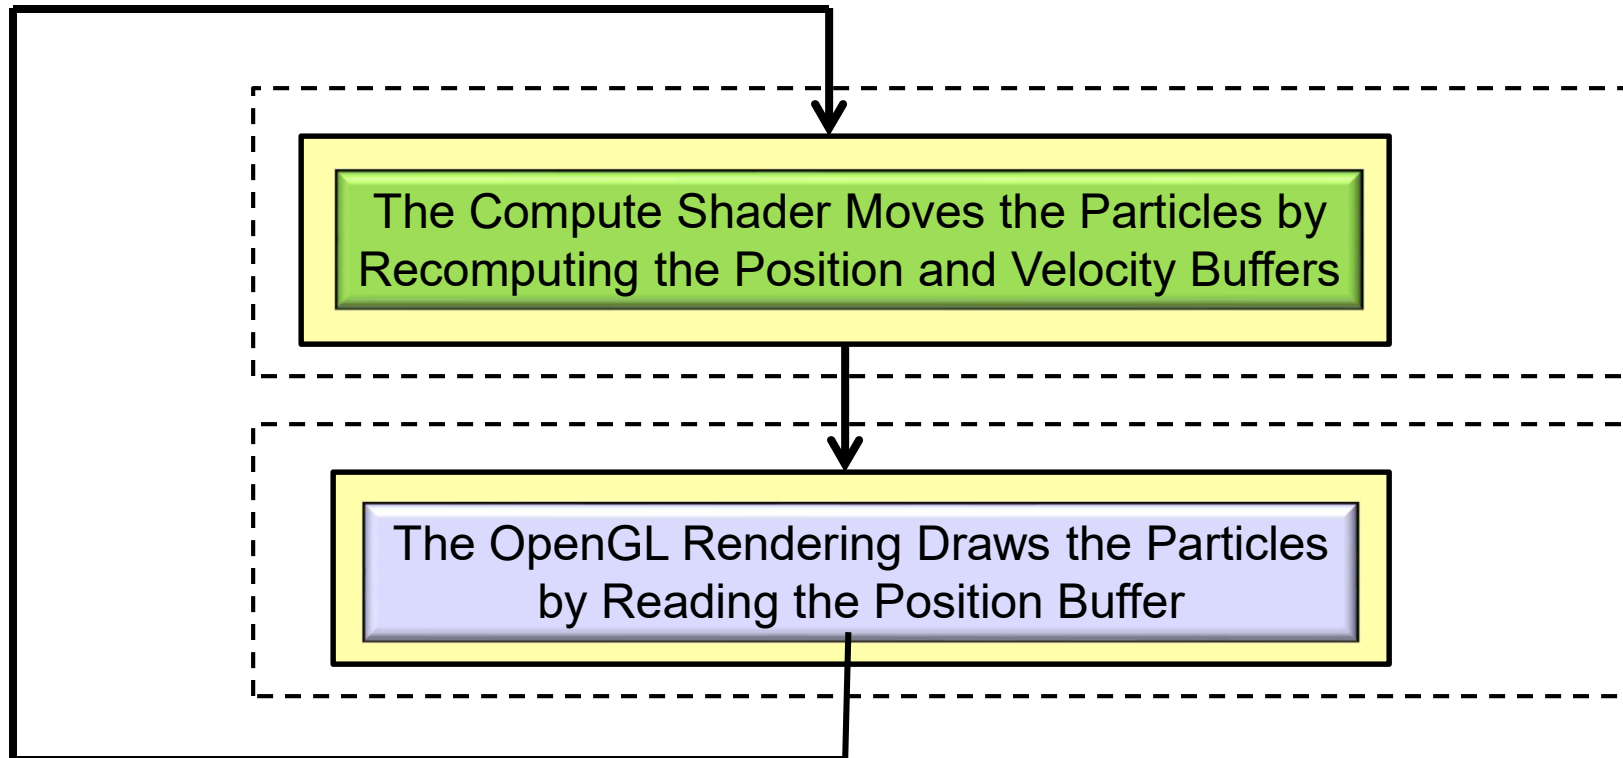 The Compute Shader Moves the Particles by
Recomputing the Position and Velocity Buffers
The OpenGL Rendering Draws the Particles
by Reading the Position Buffer